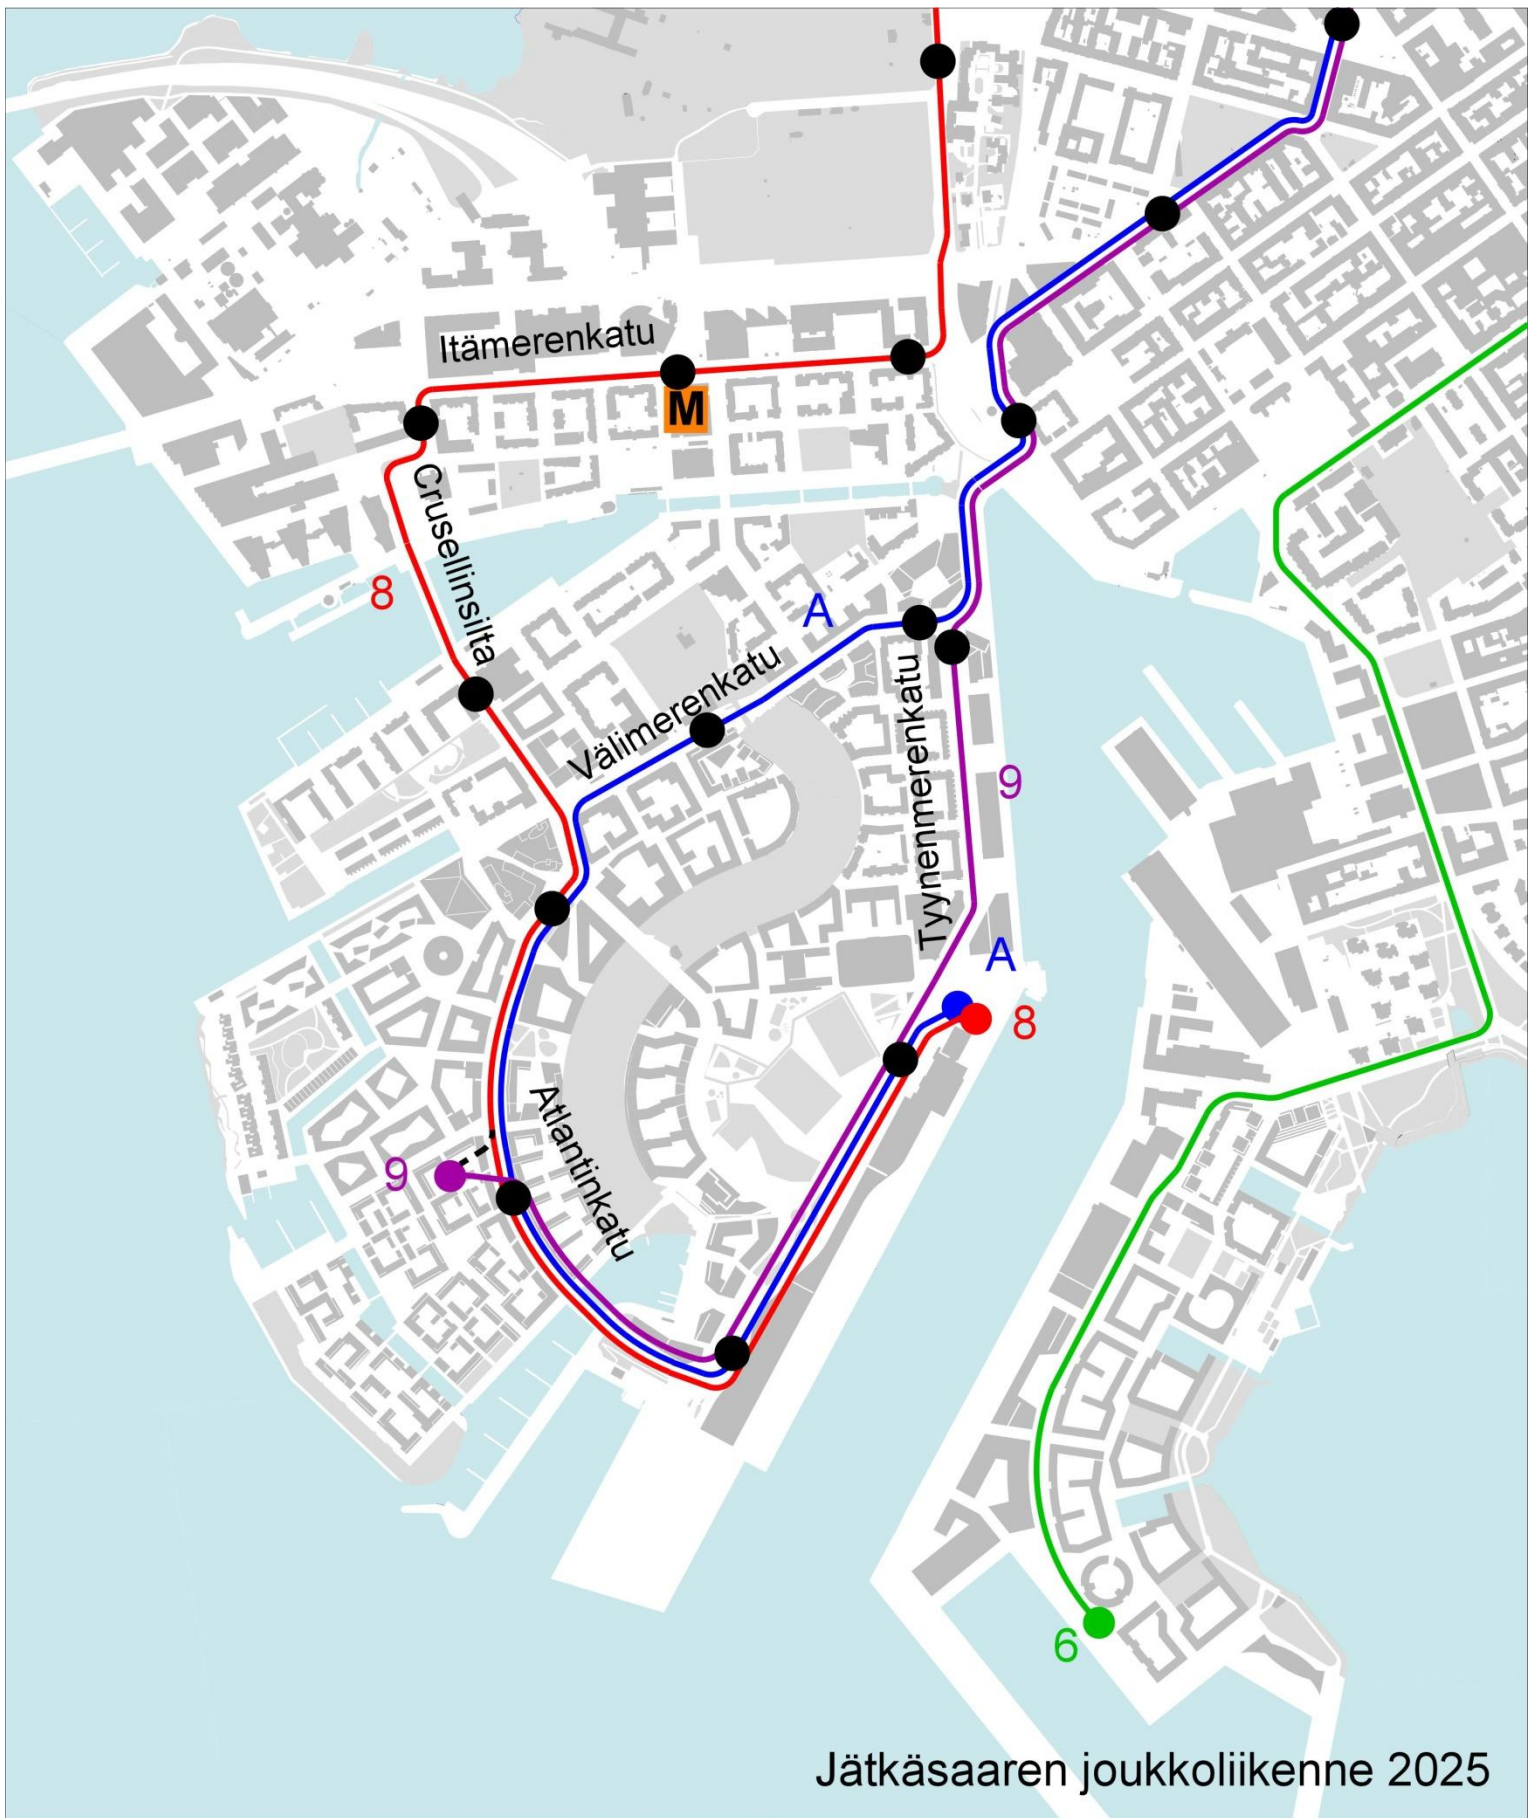 Itämerenkatu
M
Crusellinsilta
8
A
Välimerenkatu
Tyynenmerenkatu
9
A
8
Atlantinkatu
9
6
Jätkäsaaren joukkoliikenne 2025